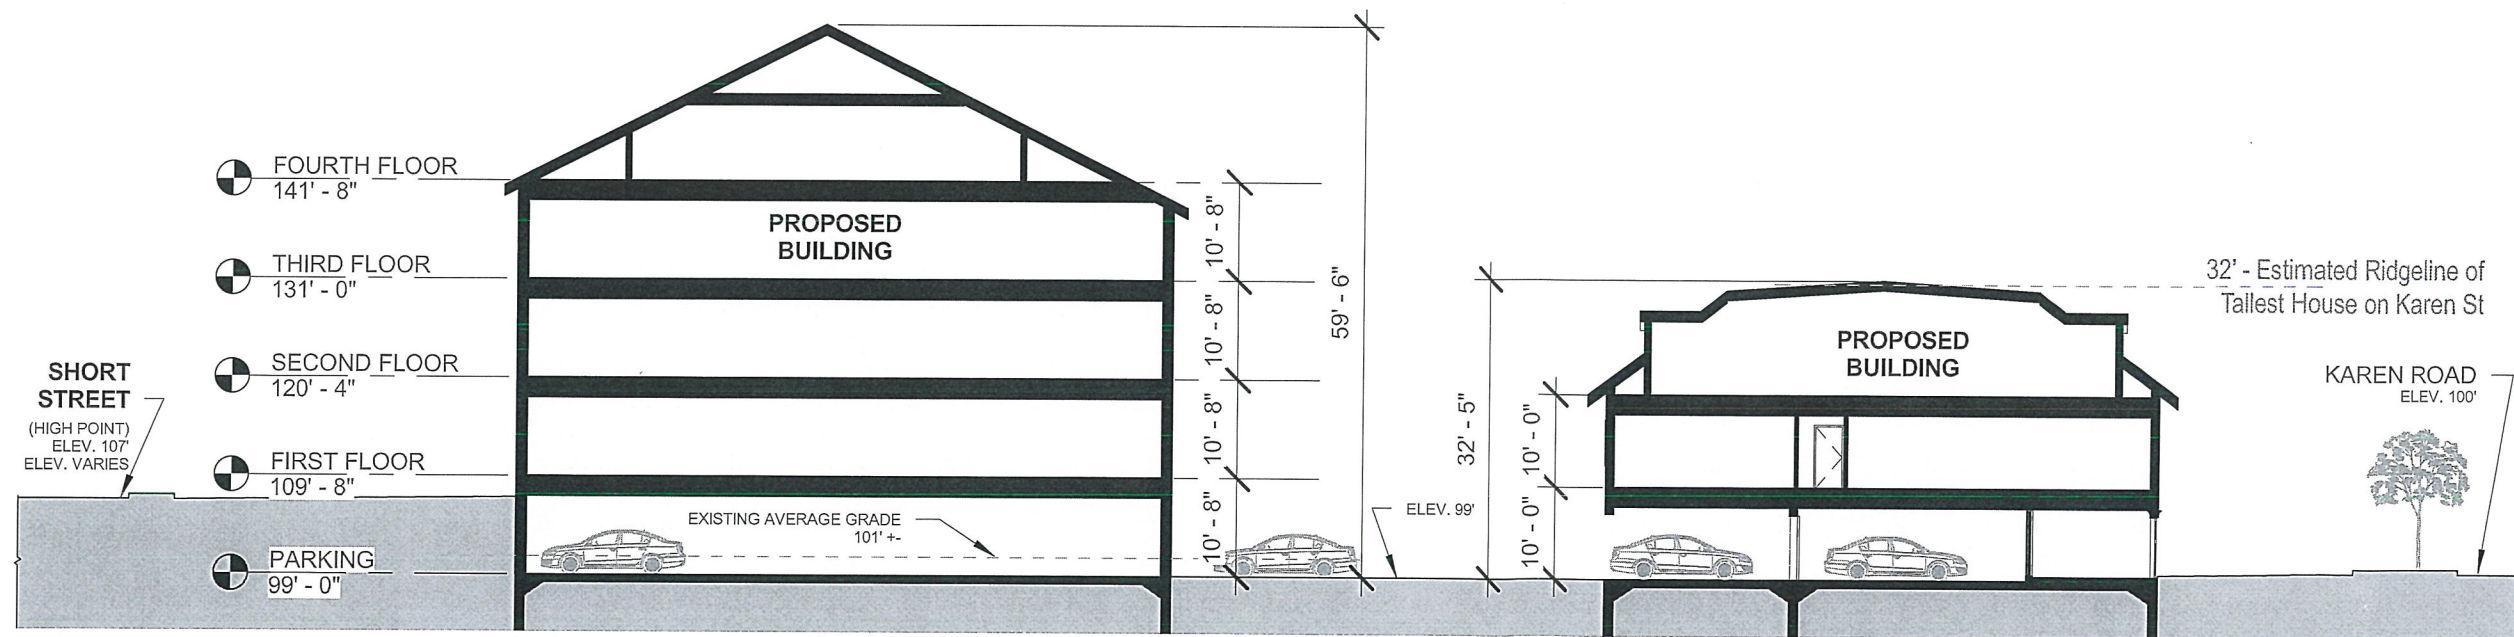 FOURTH FLOOR
141' - 8"
THIRD FLOOR
131' - 0"
SECOND FLOOR
120' - 4"
FIRST FLOOR
109' - 8"
PARKING
99' - 0"
SHORT
STREET
(HIGH POINT)
ELEV. 107'
ELEV. VARIES
PROPOSED
BUILDING
EXISTING AVERAGE GRADE
101' +-
10' - 8"
10' - 8"
10' - 8"
10' - 8"
59' - 6"
ELEV. 99'
32' - 5"
10' - 0"
10' - 0"
PROPOSED
BUILDING
32' - Estimated Ridgeline of
Tallest House on Karen St
KAREN ROAD
ELEV. 100'